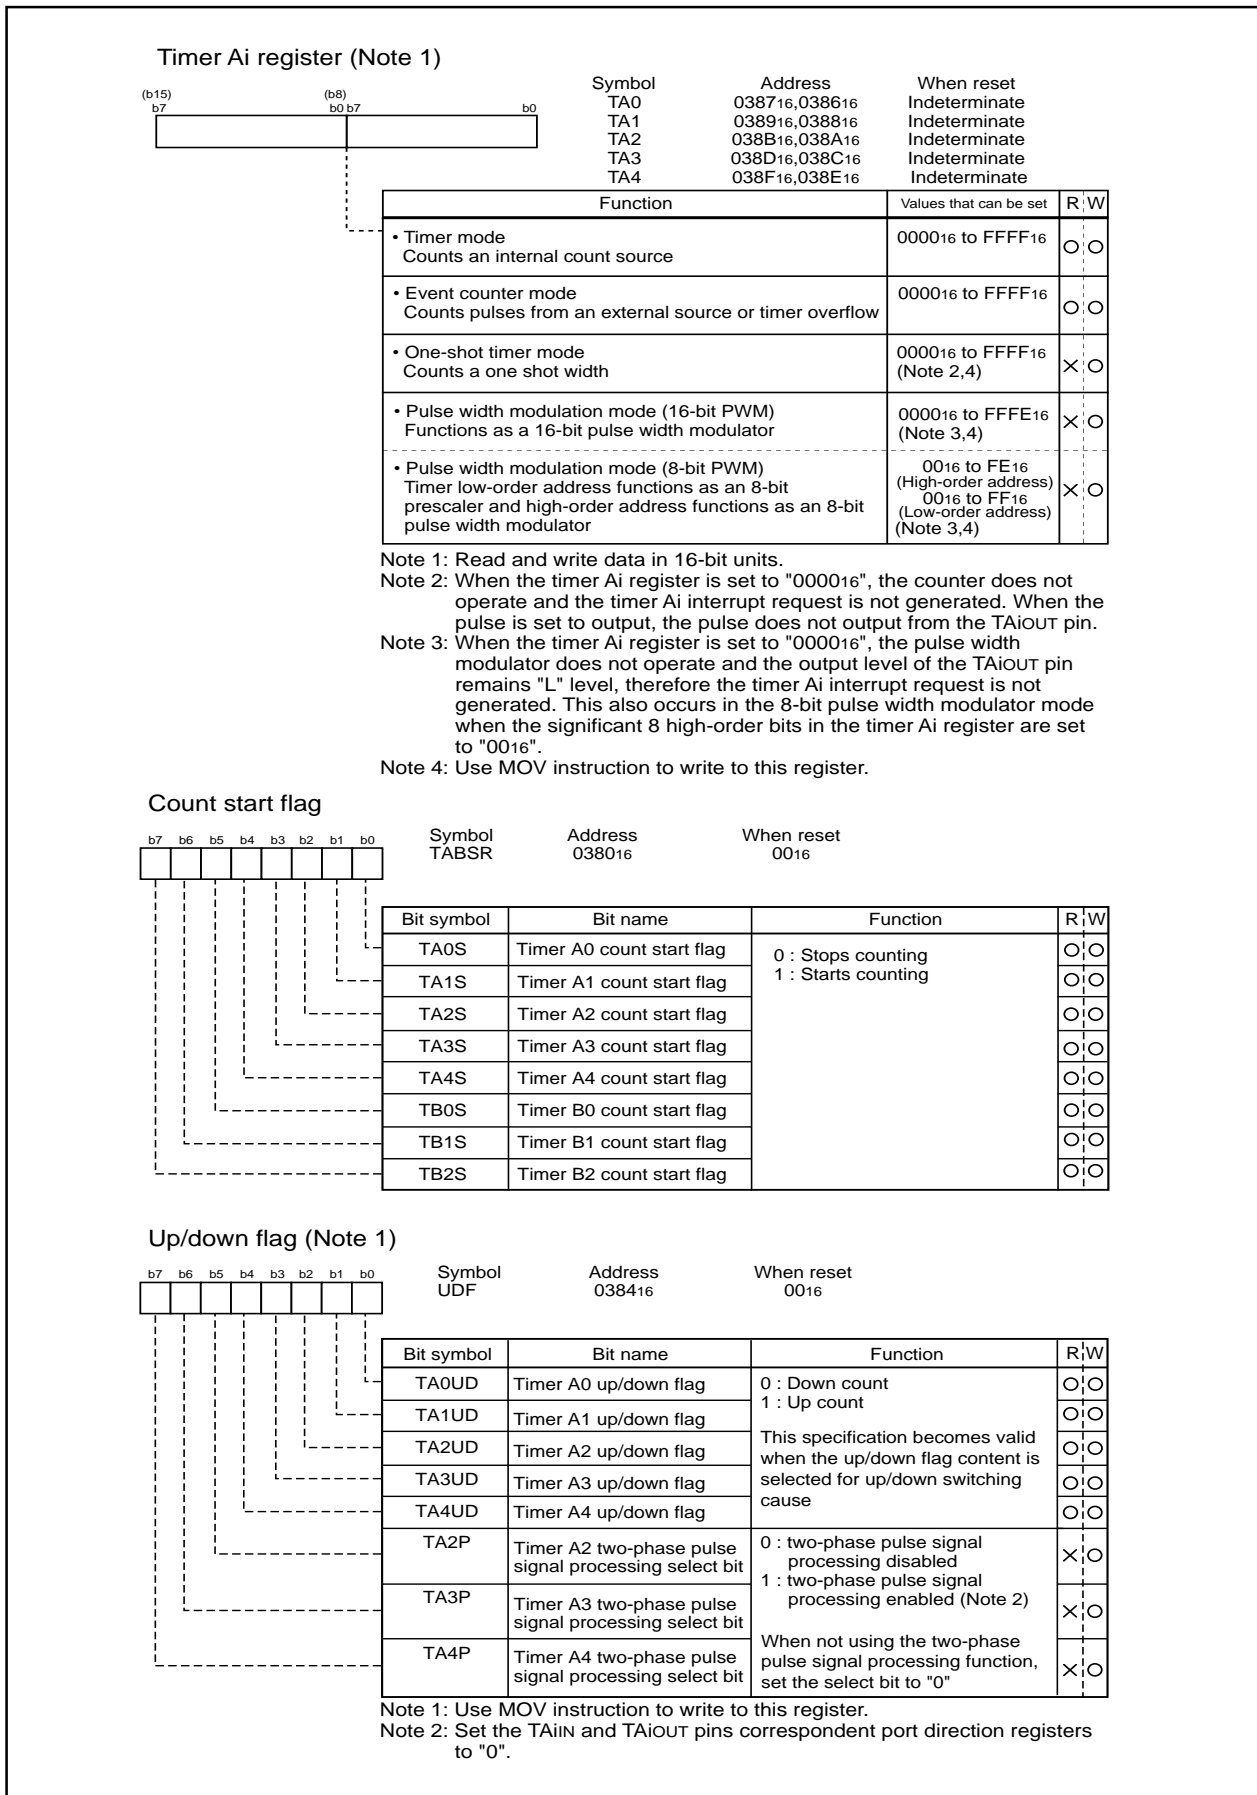 Timer Ai register (Note 1)
Symbol Address When reset
(b15) (b8)
b7 b0 b7 b0
TA0 038716,038616 Indeterminate
TA1 038916,038816 Indeterminate
TA2 038B16,038A16 Indeterminate
TA3 038D16,038C16 Indeterminate
TA4 038F16,038E16 Indeterminate
Function Values that can be set R W
• Timer mode 000016 to FFFF16
Counts an internal count source
• Event counter mode 000016 to FFFF16
Counts pulses from an external source or timer overflow
• One-shot timer mode 000016 to FFFF16
Counts a one shot width (Note 2,4)
• Pulse width modulation mode (16-bit PWM) 000016 to FFFE16
Functions as a 16-bit pulse width modulator (Note 3,4)
• Pulse width modulation mode (8-bit PWM) 0016 to FE16
Timer low-order address functions as an 8-bit (High-order address)
prescaler and high-order address functions as an 8-bit 0016 to FF16
(Low-order address)
pulse width modulator (Note 3,4)
Note 1: Read and write data in 16-bit units.
Note 2: When the timer Ai register is set to "000016", the counter does not
operate and the timer Ai interrupt request is not generated. When the
pulse is set to output, the pulse does not output from the TAiOUT pin.
Note 3: When the timer Ai register is set to "000016", the pulse width
modulator does not operate and the output level of the TAiOUT pin
remains "L" level, therefore the timer Ai interrupt request is not
generated. This also occurs in the 8-bit pulse width modulator mode
when the significant 8 high-order bits in the timer Ai register are set
to "0016".
Note 4: Use MOV instruction to write to this register.
Count start flag
b7 b6 b5 b4 b3 b2 b1 b0
Symbol Address When reset
TABSR 038016 0016
Bit symbol Bit name Function R W
TA0S Timer A0 count start flag 0 : Stops counting
TA1S Timer A1 count start flag 1 : Starts counting
TA2S Timer A2 count start flag
TA3S Timer A3 count start flag
TA4S Timer A4 count start flag
TB0S Timer B0 count start flag
TB1S Timer B1 count start flag
TB2S Timer B2 count start flag
Up/down flag (Note 1)
b7 b6 b5 b4 b3 b2 b1 b0
Symbol Address When reset
UDF 038416 0016
Bit symbol Bit name Function R W
TA0UD Timer A0 up/down flag 0 : Down count
1 : Up count
TA1UD Timer A1 up/down flag
TA2UD Timer A2 up/down flag This specification becomes valid
when the up/down flag content is
TA3UD Timer A3 up/down flag selected for up/down switching
cause
TA4UD Timer A4 up/down flag
TA2P Timer A2 two-phase pulse 0 : two-phase pulse signal
signal processing select bit processing disabled
1 : two-phase pulse signal
TA3P Timer A3 two-phase pulse processing enabled (Note 2)
signal processing select bit
When not using the two-phase
TA4P Timer A4 two-phase pulse pulse signal processing function,
signal processing select bit set the select bit to "0"
Note 1: Use MOV instruction to write to this register.
Note 2: Set the TAiIN and TAiOUT pins correspondent port direction registers
to "0".